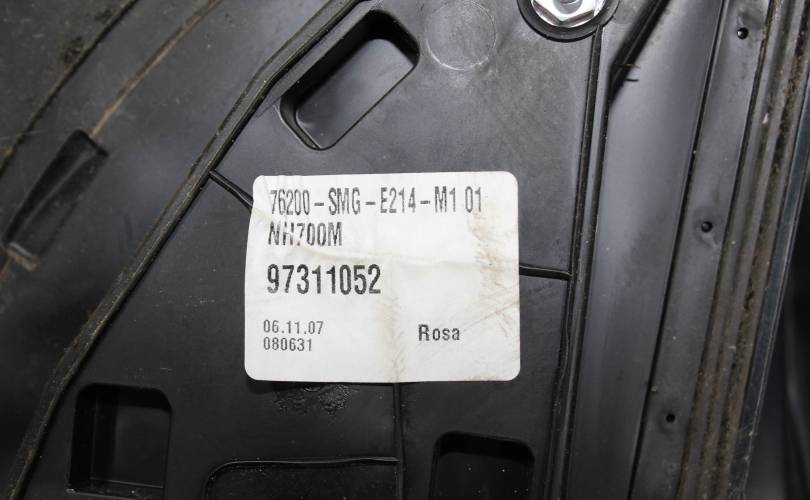 76200-SMG-E214-M1 01
NH700M
97311052
06.11.07
080631 Rosa